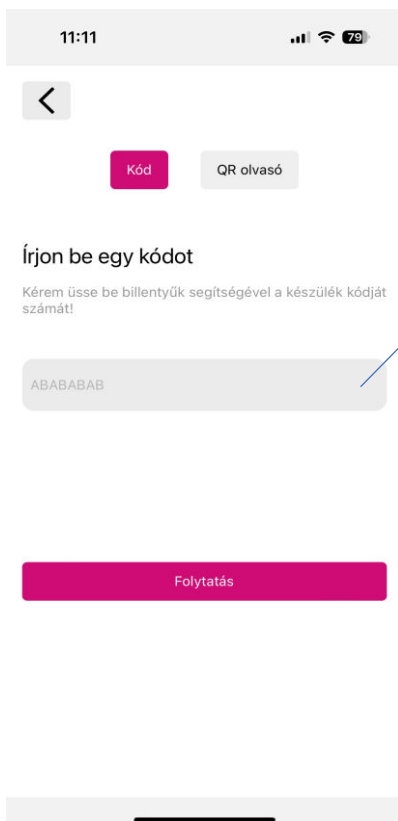 11:11
79
Kód
QR olvasó
Írjon be egy kódot
Kérem üsse be billentyűk segítségével a készülék kódját
számát!
ABABABAB
Folytatás